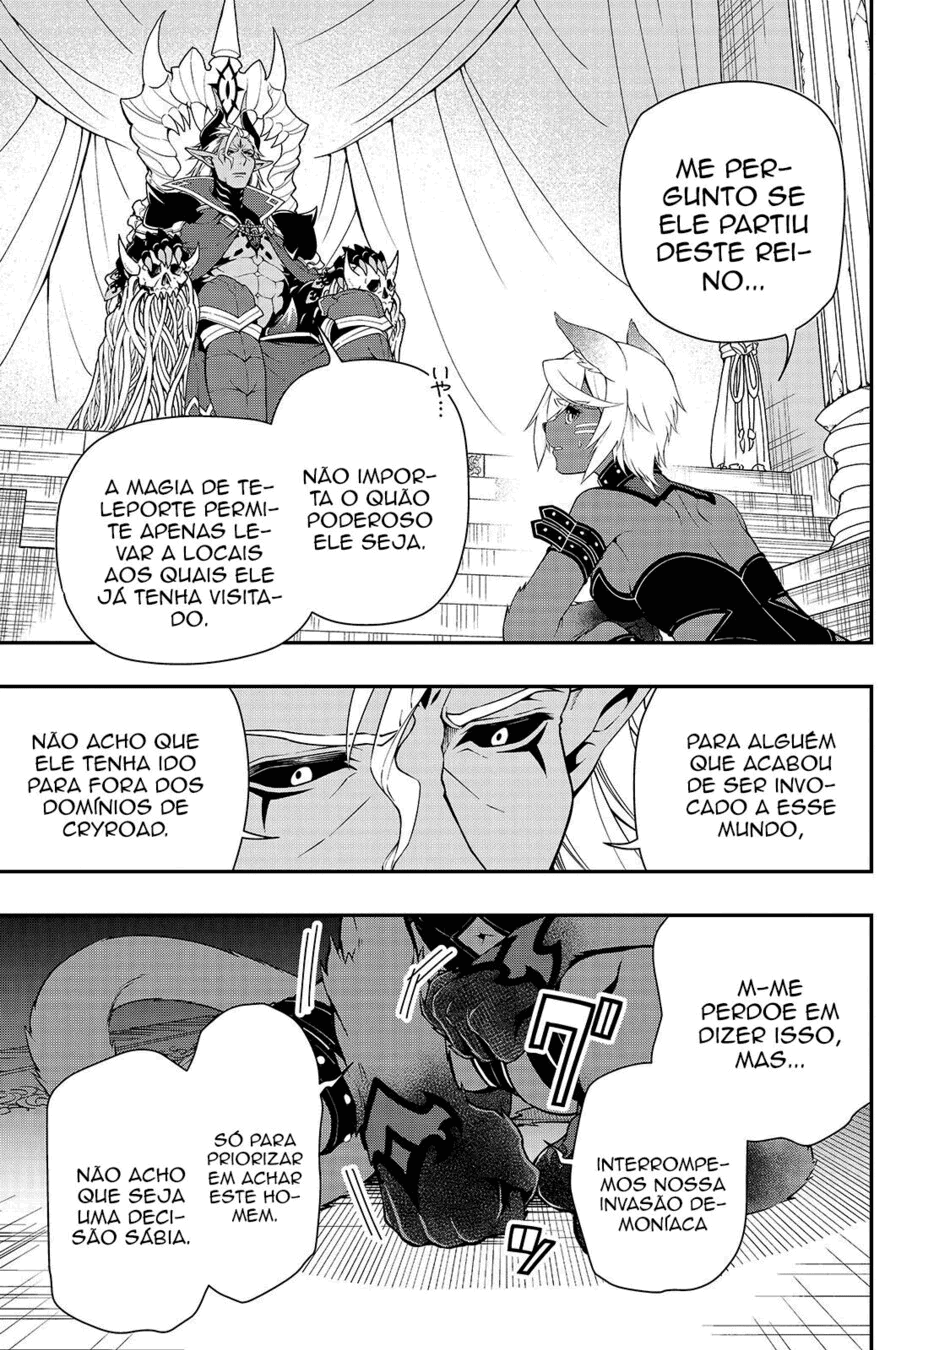 ME PER-
GUNTO SE
ELE PARTIU
DESTE REI-
NO...
いや…
NÃO IMPOR-
TA O QUÃO
PODEROSO
ELE SEJA.
A MAGIA DE TE-
LEPORTE PERMI-
TE APENAS LE-
VAR A LOCAIS
AOS QUAIS ELE
JÁ TENHA VISITA-
DO.
PARA ALGUÉM
QUE ACABOU
DE SER INVO-
CADO A ESSE
MUNDO,
NÃO ACHO QUE
ELE TENHA IDO
PARA FORA DOS
DOMÍNIOS DE
CRYROAD.
M-ME
PERDOE EM
DIZER ISSO,
MAS...
グッ
INTERROMPE-
MOS NOSSA
INVASÃO DE-
MONÍACA
SÓ PARA
PRIORIZAR
EM ACHAR
ESTE HO-
MEM.
NÃO ACHO
QUE SEJA
UMA DECI-
SÃO SÁBIA.